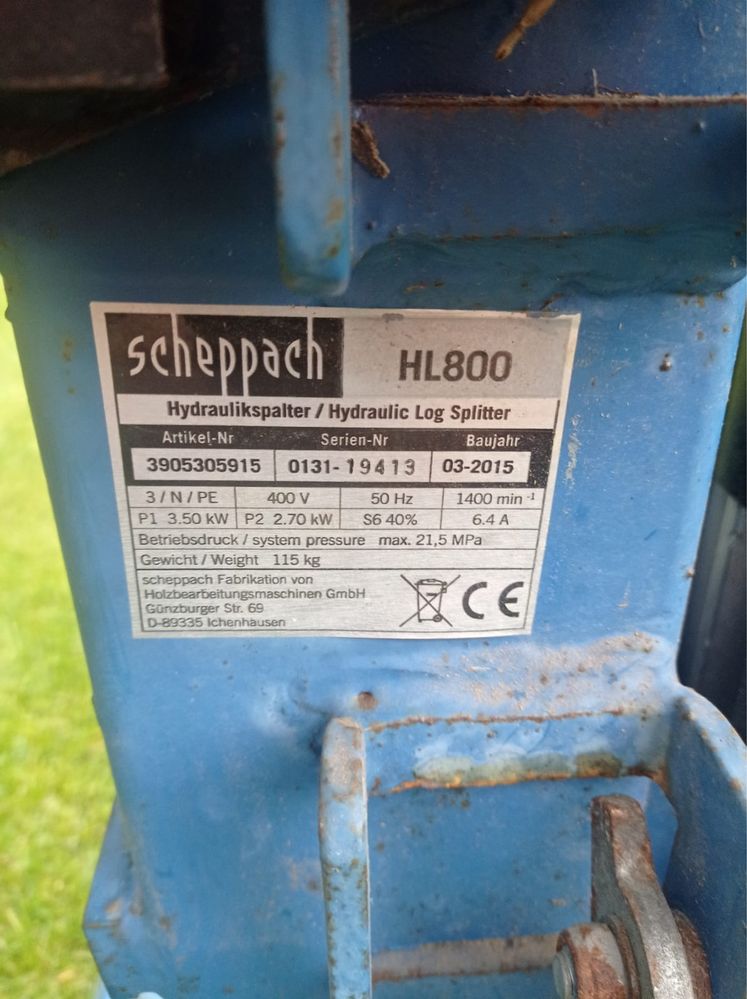 scheppach HL800
Hydraulikspalter / Hydraulic Log Splitter
Artikel-Nr Serien-Nr Baujahr
3905305915 0131-19413 03-2015
3 / N / PE 400 V 50 Hz 1400 min -1
P1 3.50 kW P2 2.70 kW S6 40% 6.4 A
Betriebsdruck / system pressure max. 21,5 MPa
Gewicht / Weight 115 kg
scheppach Fabrikation von
Holzbearbeitungsmaschinen GmbH
Günzburger Str. 69
D-89335 Ichenhausen
CE